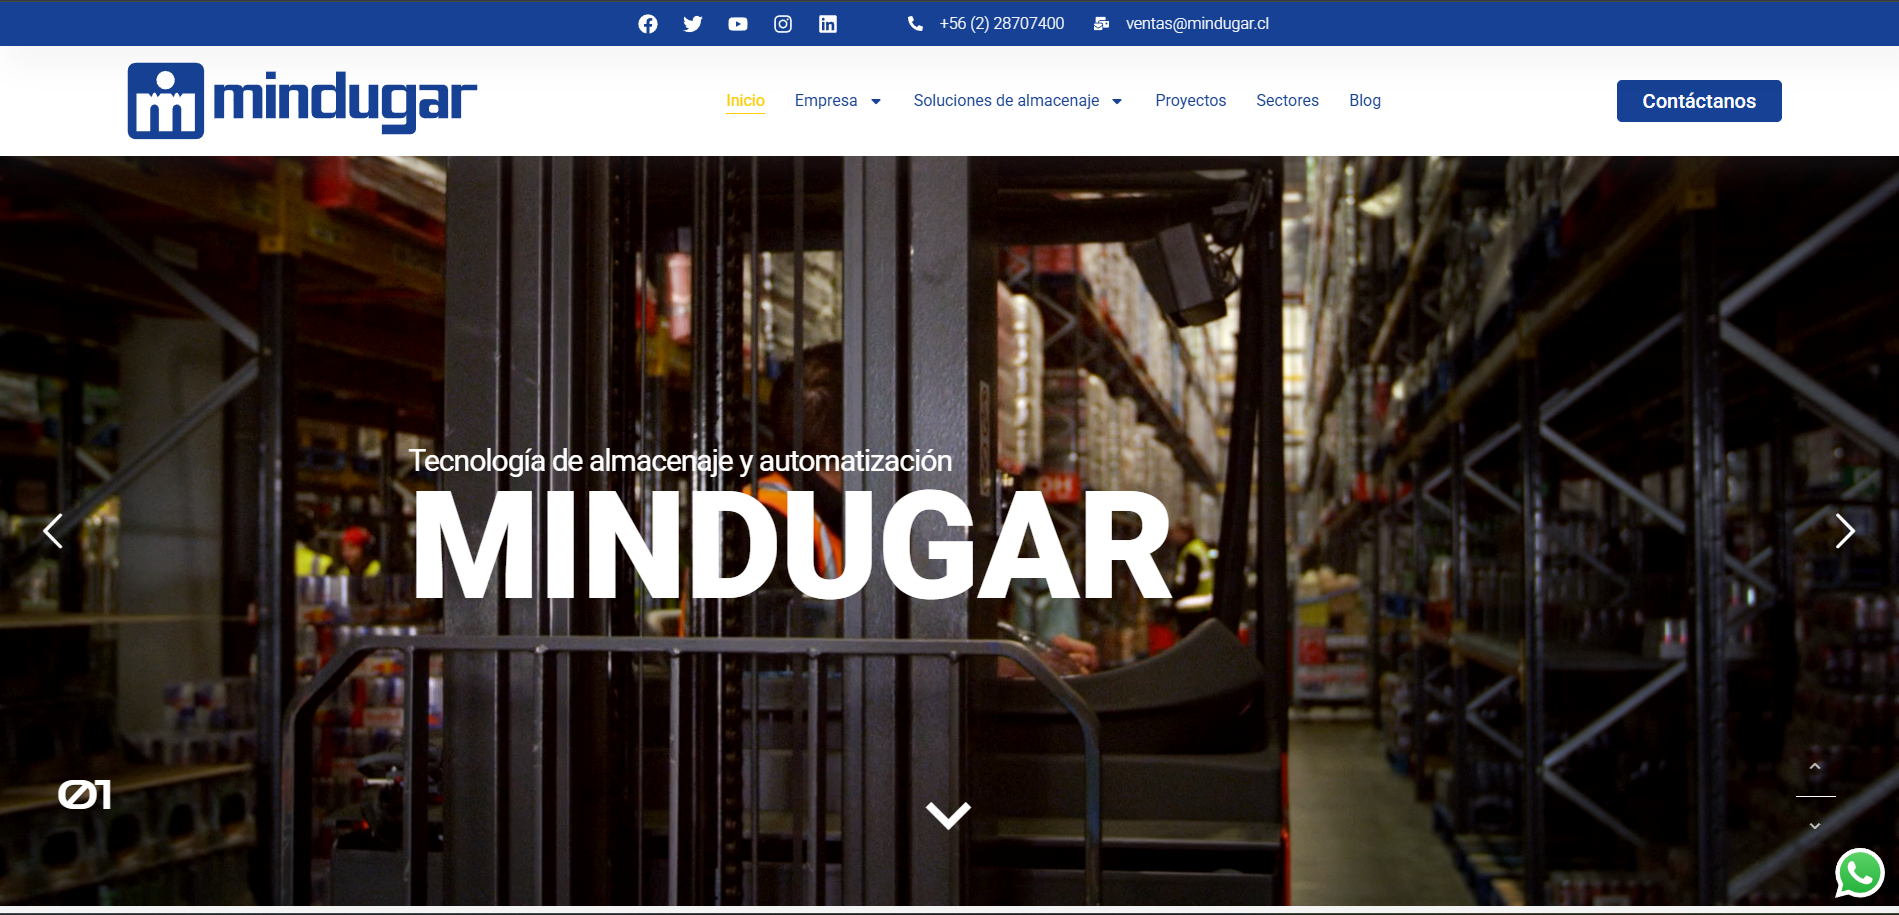 +56 (2) 28707400 ventas@mindugar.cl
mindugar
Inicio Empresa Soluciones de almacenaje Proyectos Sectores Blog
Contáctanos
Tecnología de almacenaje y automatización
MINDUGAR
01